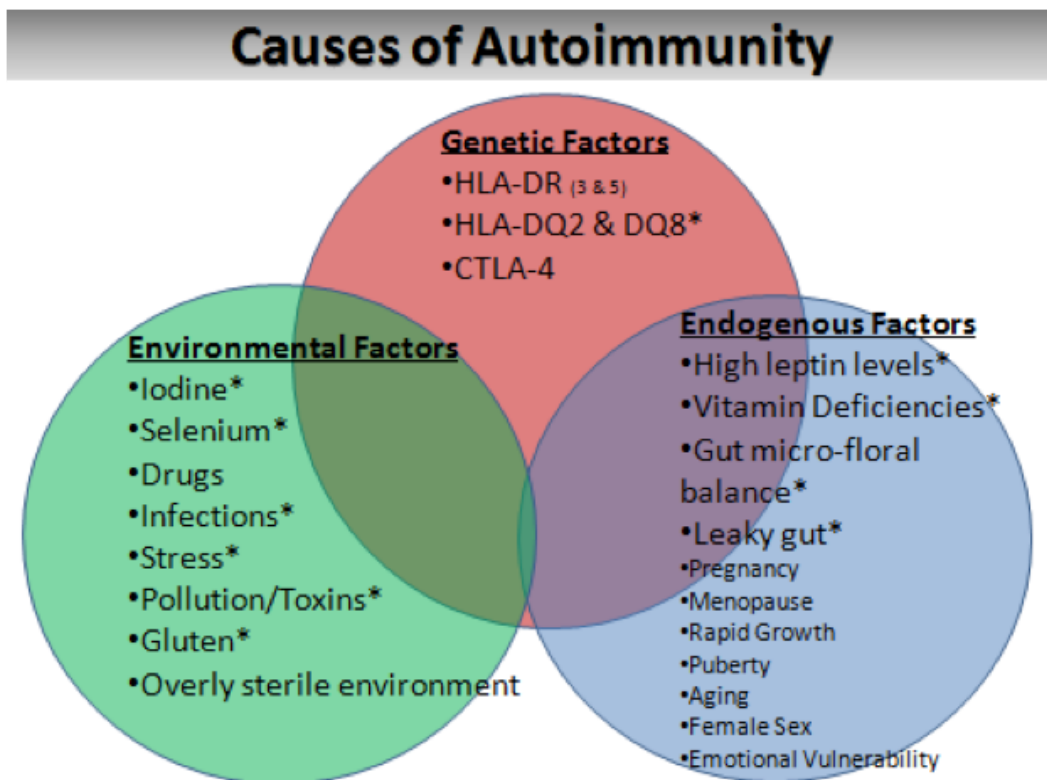 Causes of Autoimmunity
Genetic Factors
•HLA-DR (3 & 5)
•HLA-DQ2 & DQ8*
•CTLA-4
Environmental Factors
•Iodine*
•Selenium*
•Drugs
•Infections*
•Stress*
•Pollution/Toxins*
•Gluten*
•Overly sterile environment
Endogenous Factors
•High leptin levels*
•Vitamin Deficiencies*
•Gut micro-floral
balance*
•Leaky gut*
•Pregnancy
•Menopause
•Rapid Growth
•Puberty
•Aging
•Female Sex
•Emotional Vulnerability